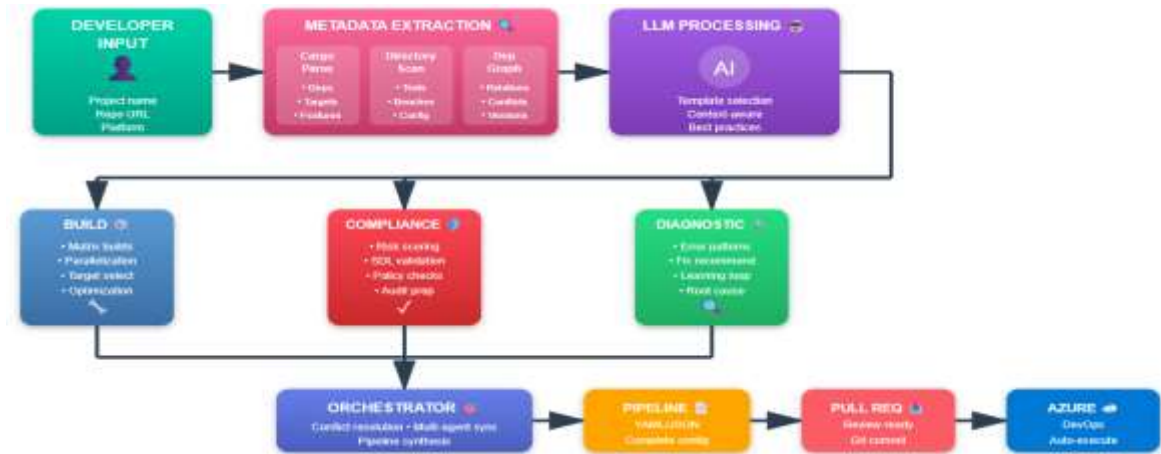 DEVELOPER
INPUT
Project name
Repo URL
Platform
METADATA EXTRACTION
Cargo
Parse
• Deps
• Targets
• Features
Directory
Scan
• Tests
• Benches
• Config
Dep
Graph
• Relations
• Conflicts
• Versions
LLM PROCESSING
AI
Template selection
Context-aware
Best practices
BUILD
• Matrix builds
• Parallelization
• Target select
• Optimization
COMPLIANCE
• Risk scoring
• SDL validation
• Policy checks
• Audit prep
DIAGNOSTIC
• Error patterns
• Fix recommend
• Learning loop
• Root cause
ORCHESTRATOR
Conflict resolution • Multi-agent sync
Pipeline synthesis
PIPELINE
YAML/JSON
Complete config
PULL REQ
Review-ready
Git commit
AZURE
DevOps
Auto-execute